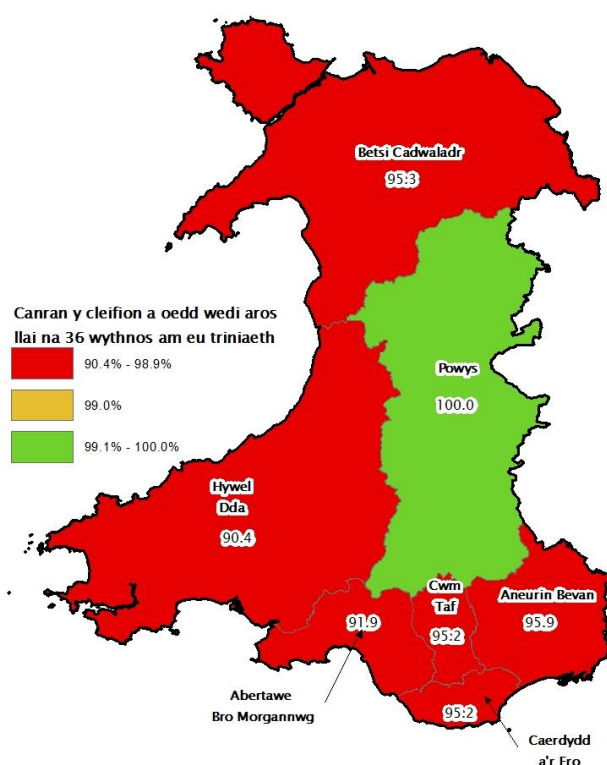 Betsi Cadwaladr
95:3
Canran y cleifion a oedd wedi aros
llai na 36 wythnos am eu triniaeth
90.4% - 98.9%
99.0%
99.1% - 100.0%
Powys
100.0
Hywel
Dda
90.4
Cwm
Taf
95:2
Aneurin Bevan
95.9
91.9
Abertawe
Bro Morgannwg
95:2
Caerdydd
a'r Fro